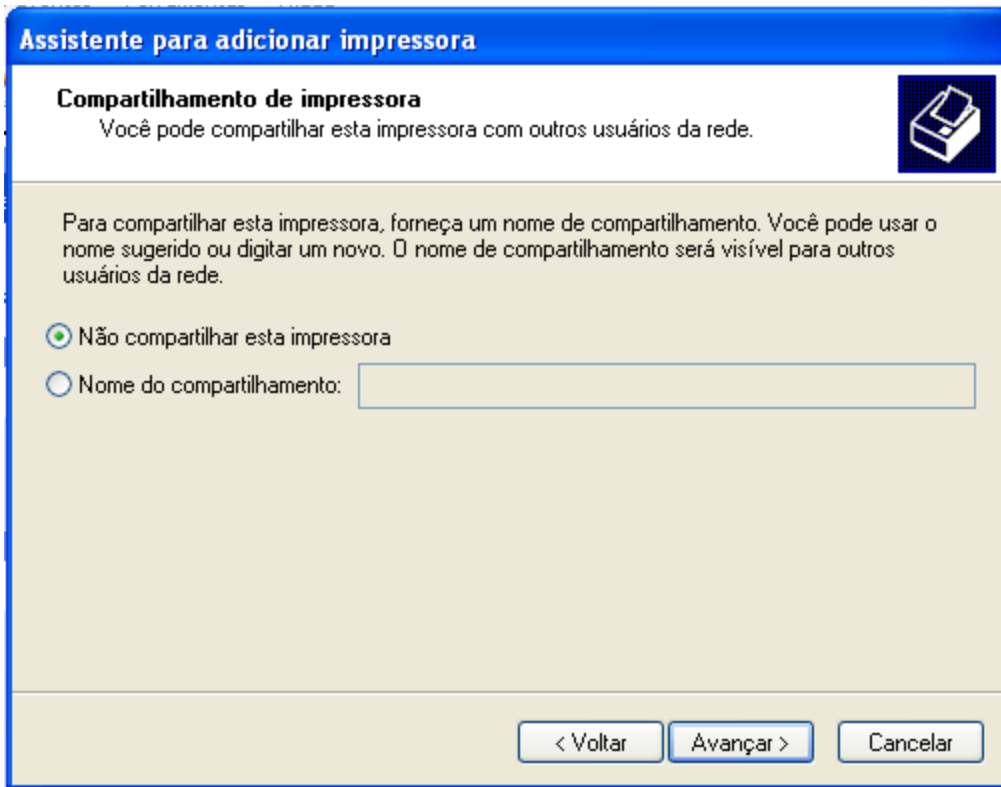 Assistente para adicionar impressora
Compartilhamento de impressora
Você pode compartilhar esta impressora com outros usuários da rede.
Para compartilhar esta impressora, forneça um nome de compartilhamento. Você pode usar o
nome sugerido ou digitar um novo. O nome de compartilhamento será visível para outros
usuários da rede.
Não compartilhar esta impressora
Nome do compartilhamento:
< Voltar
Avançar >
Cancelar